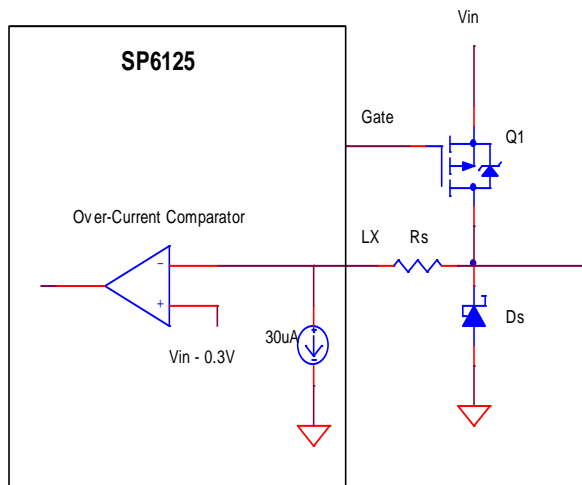 Vin
SP6125
Gate
Q1
Over-Current Comparator
LX
Rs
−
+
Vin - 0.3V
30uA
+
−
Ds